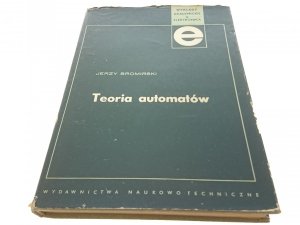 e
JERZY BROMIRSKI
Teoria automatów
WYDAWNICTWA NAUKOWO TECHNICZNE